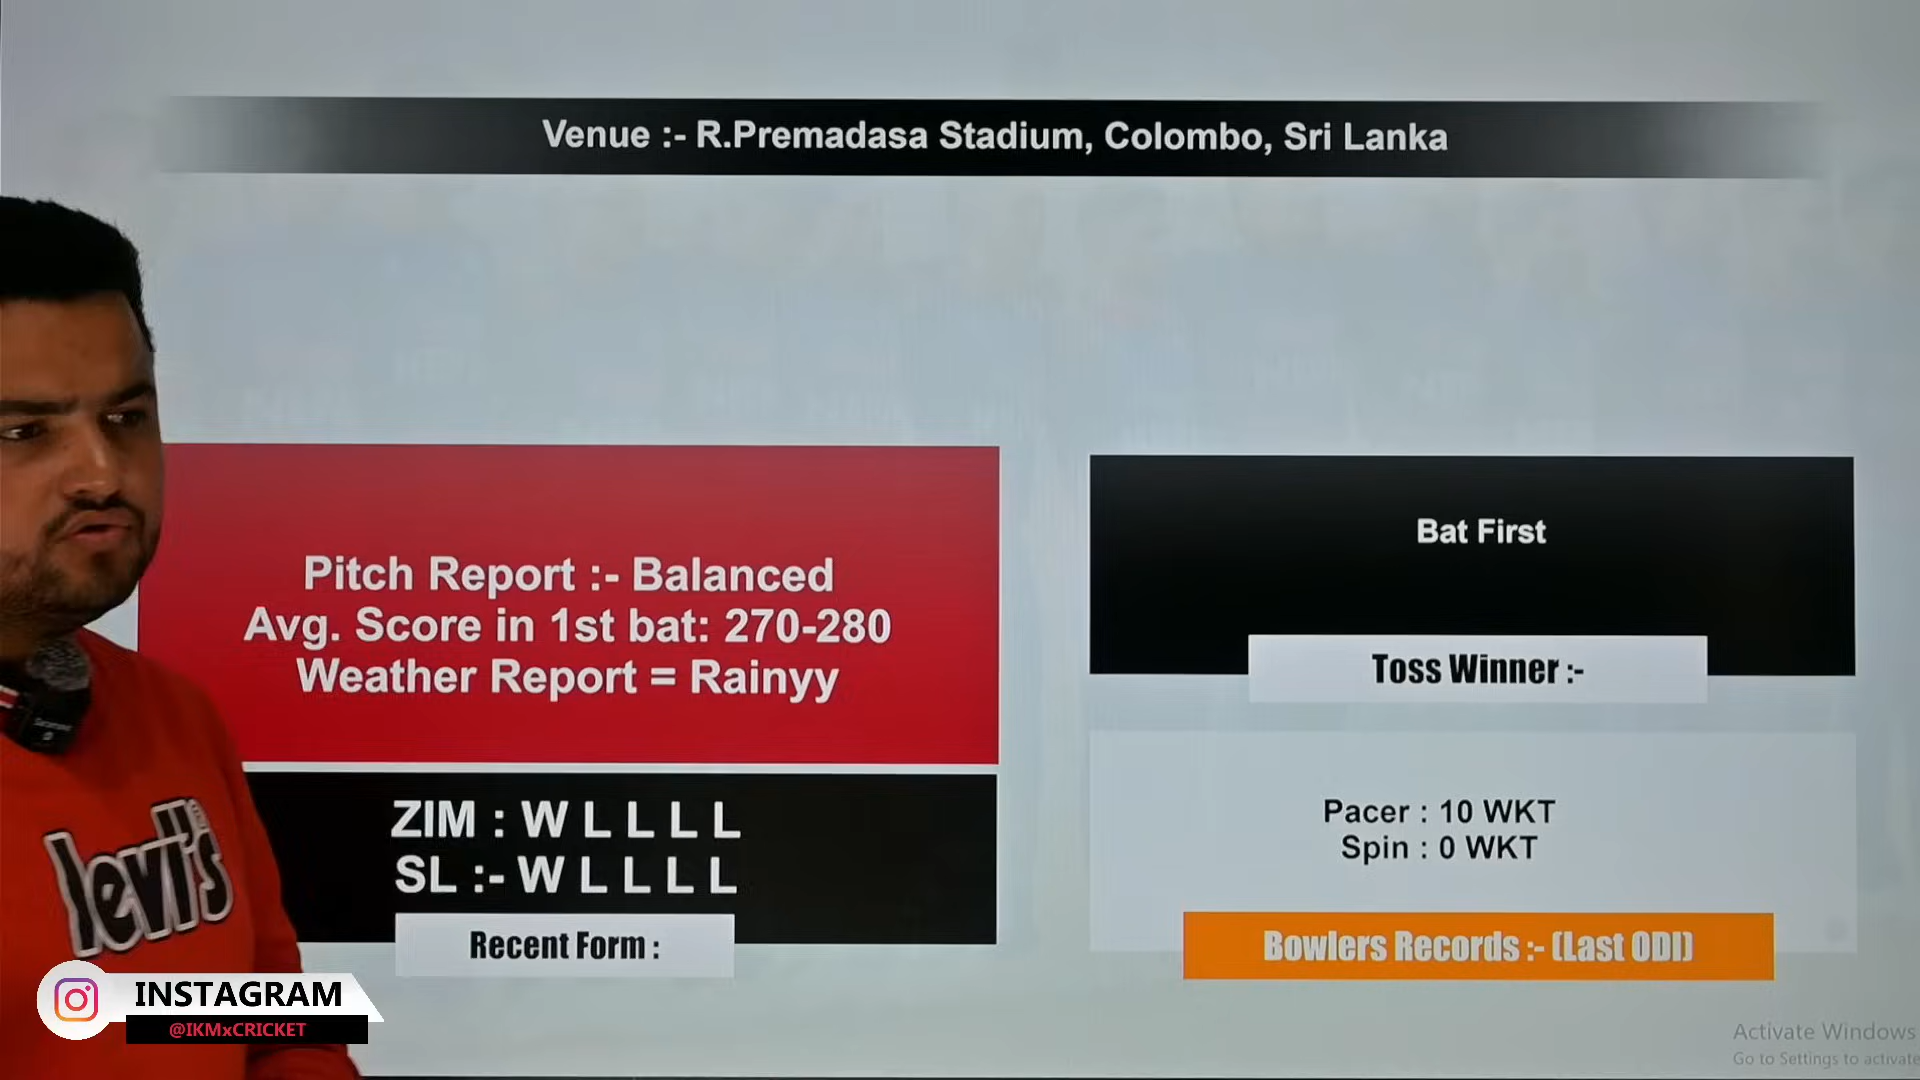 Venue :- R.Premadasa Stadium, Colombo, Sri Lanka
Pitch Report :- Balanced
Avg. Score in 1st bat: 270-280
Weather Report = Rainyy
ZIM : W L L L L
SL :- W L L L L
Recent Form :
Bat First
Toss Winner :-
Pacer : 10 WKT
Spin : 0 WKT
Bowlers Records :- (Last ODI)
levi's
INSTAGRAM
@IKMxCRICKET
Activate Windows
Go to Settings to activate